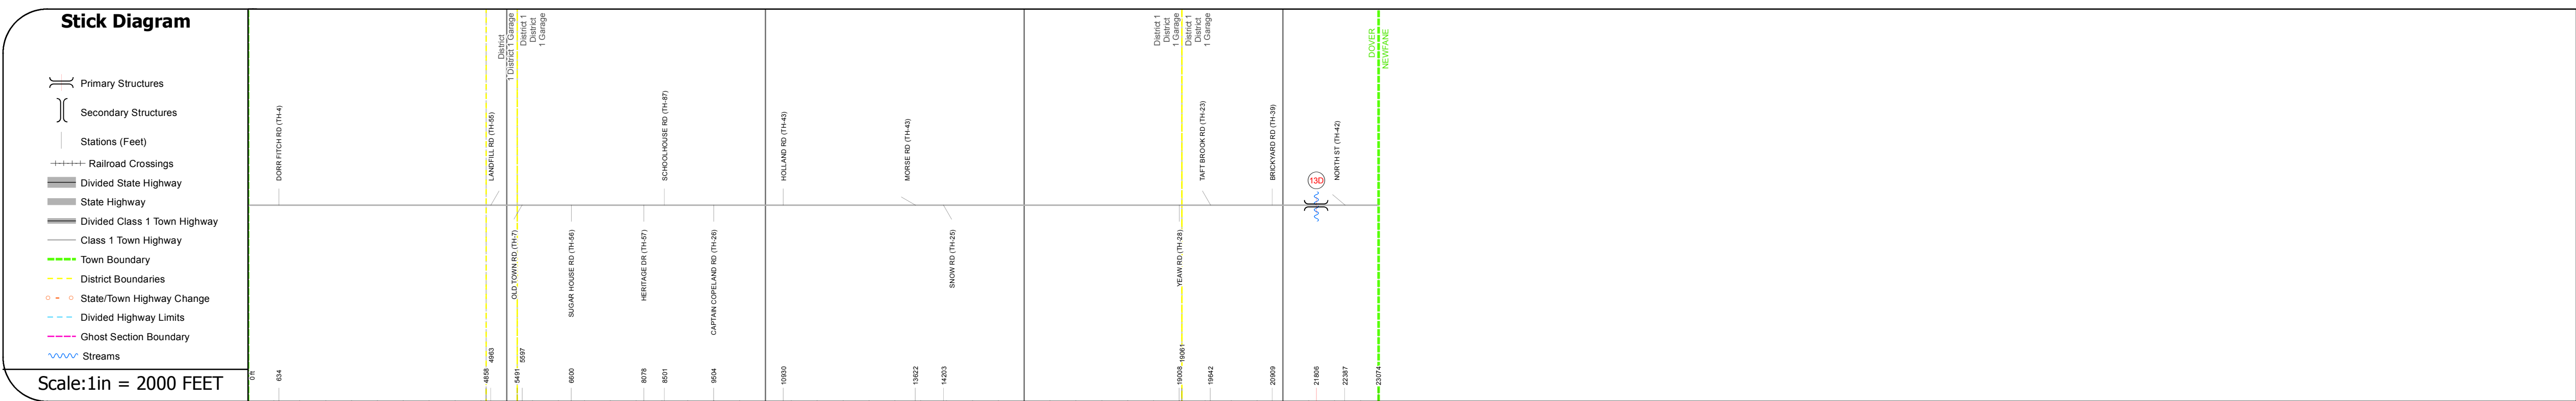 Stick Diagram
Primary Structures
Secondary Structures
Stations (Feet)
Railroad Crossings
Divided State Highway
State Highway
Divided Class 1 Town Highway
Class 1 Town Highway
Town Boundary
District Boundaries
State/Town Highway Change
Divided Highway Limits
Ghost Section Boundary
Streams
Scale:1in = 2000 FEET
District
1 District 1 Garage
District 1
District
1 Garage
District 1
District
1 Garage
District 1
District
1 Garage
DOVER
NEWFANE
DORR FITCH RD (TH-4)
LANDFILL RD (TH-55)
SCHOOLHOUSE RD (TH-87)
HOLLAND RD (TH-43)
MORSE RD (TH-43)
TAFT BROOK RD (TH-23)
BRICKYARD RD (TH-39)
13D
NORTH ST (TH-42)
OLD TOWN RD (TH-7)
SUGAR HOUSE RD (TH-56)
HERITAGE DR (TH-57)
CAPTAIN COPELAND RD (TH-26)
SNOW RD (TH-25)
YEAW RD (TH-28)
0 ft
634
4858
4963
5491
5597
6600
8078
8501
9504
10930
13622
14203
19008
19061
19642
20909
21806
22387
23074